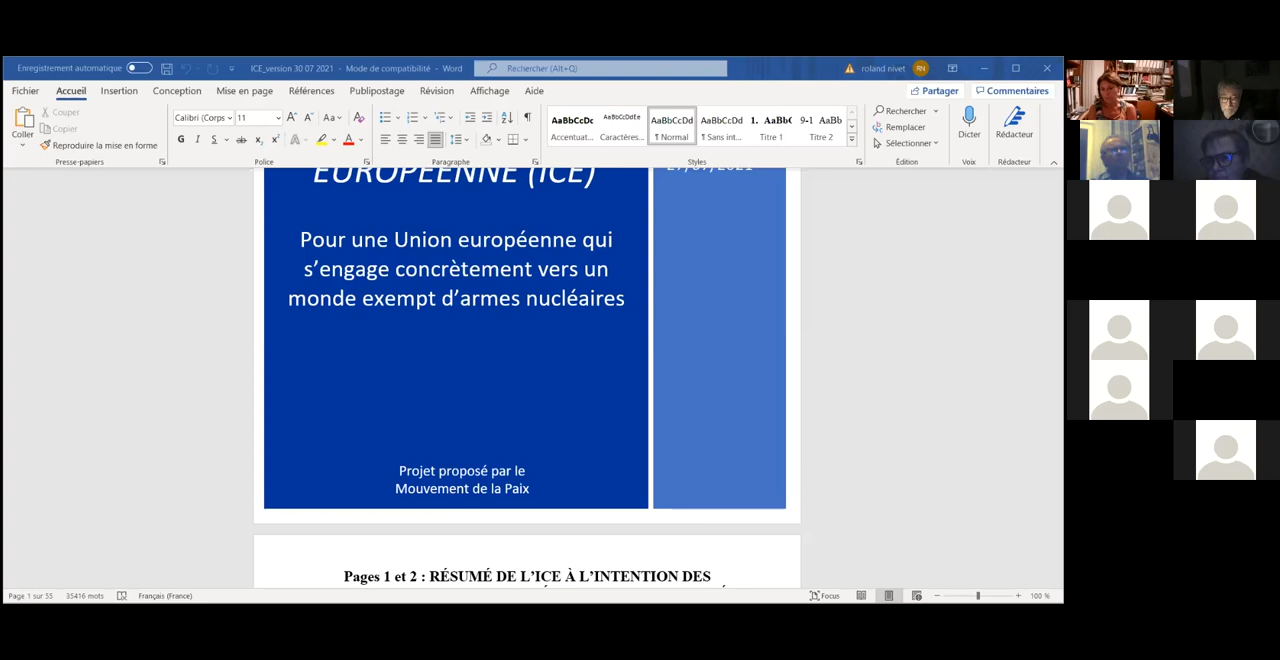 Enregistrement automatique
ICE_version 30 07 2021 - Mode de compatibilité - Word
Rechercher (Alt+Q)
roland nivet
RN
Fichier Accueil Insertion Conception Mise en page Références Publipostage Révision Affichage Aide
Partager
Commentaires
Coller
Couper
Copier
Reproduire la mise en forme
Presse-papiers
Calibri (Corps
11
G I S
Police
Paragraphe
AaBbCcDc AaBbCcDdEe AaBbCcDd AaBbCcDd 1. AaBbC 9-1 AaBb
Accentuat... Caractères... ¶ Normal ¶ Sans int... Titre 1 Titre 2
Styles
Rechercher
Remplacer
Sélectionner
Édition
Dicter
Voix
Rédacteur
Rédacteur
EUROPÉENNE (ICE)
27/07/2021
Pour une Union européenne qui
s’engage concrètement vers un
monde exempt d’armes nucléaires
Projet proposé par le
Mouvement de la Paix
Pages 1 et 2 : RÉSUMÉ DE L’ICE À L’INTENTION DES
Page 1 sur 55 35416 mots Français (France)
Focus
100 %